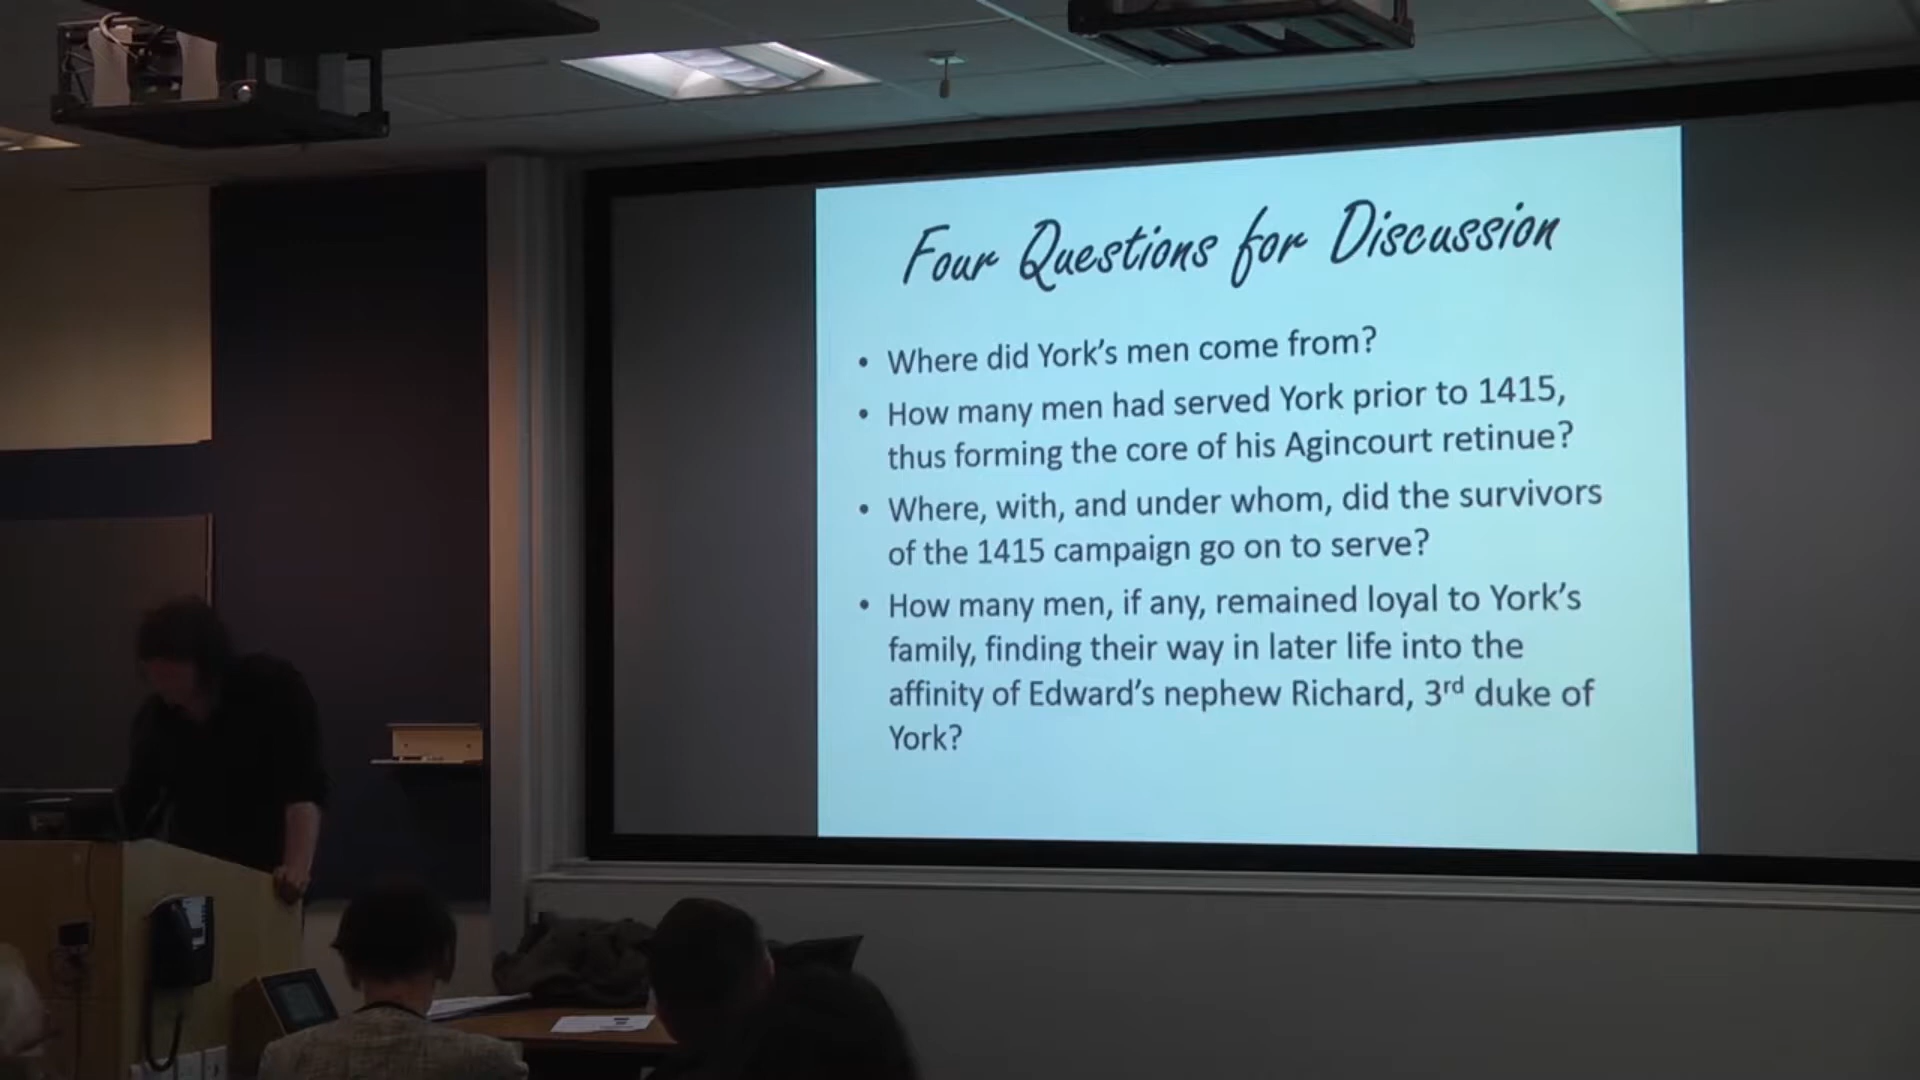 Four Questions for Discussion
• Where did York's men come from?
• How many men had served York prior to 1415,
thus forming the core of his Agincourt retinue?
• Where, with, and under whom, did the survivors
of the 1415 campaign go on to serve?
• How many men, if any, remained loyal to York's
family, finding their way in later life into the
affinity of Edward's nephew Richard, 3rd duke of
York?